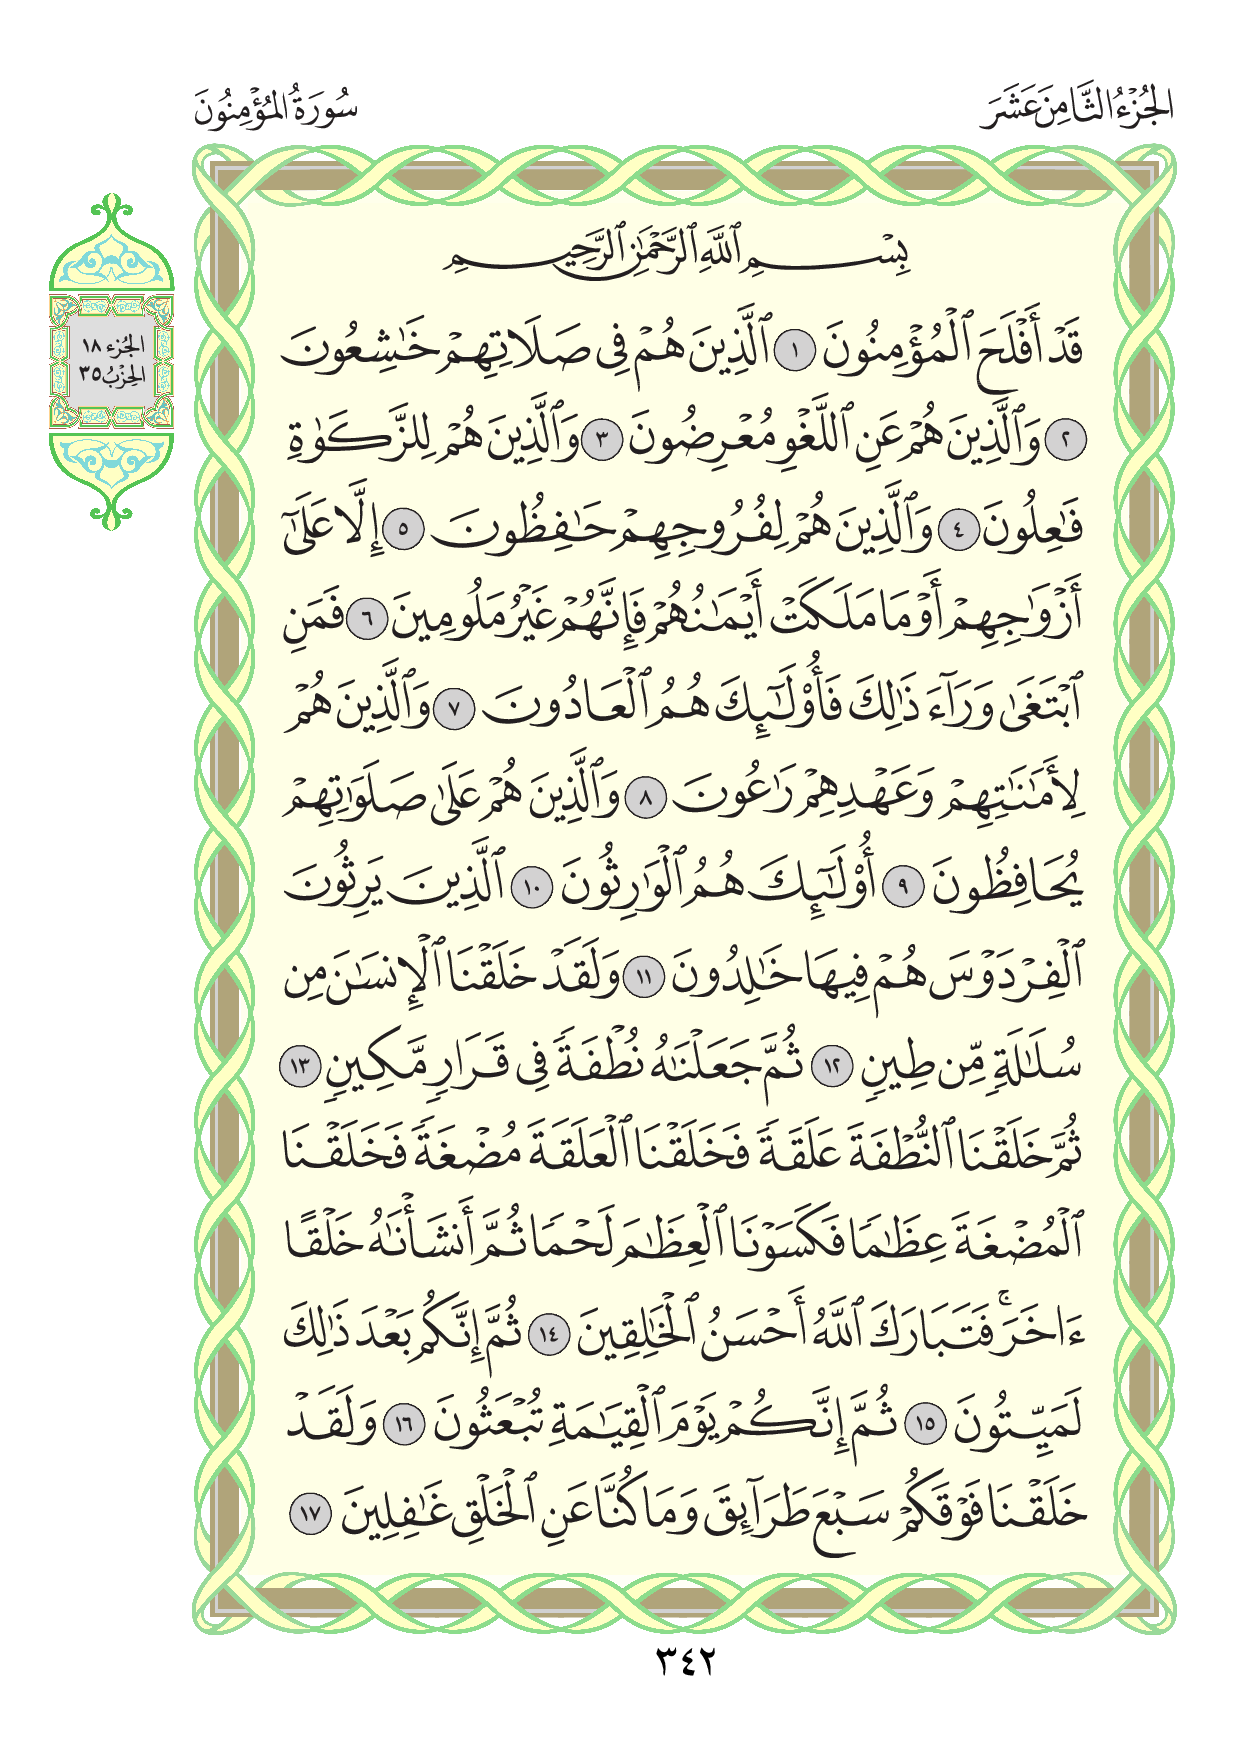 الجُزْءُ الثَّامِنَ عَشَرَ
سُورَةُ المُؤْمِنُونَ
الجُزء ١٨
الحِزْبُ ٣٥
بِسْمِ ٱللَّهِ ٱلرَّحْمَٰنِ ٱلرَّحِيمِ
قَدْ أَفْلَحَ ٱلْمُؤْمِنُونَ ١ ٱلَّذِينَ هُمْ فِى صَلَاتِهِمْ خَٰشِعُونَ
٢ وَٱلَّذِينَ هُمْ عَنِ ٱللَّغْوِ مُعْرِضُونَ ٣ وَٱلَّذِينَ هُمْ لِلزَّكَوٰةِ
فَٰعِلُونَ ٤ وَٱلَّذِينَ هُمْ لِفُرُوجِهِمْ حَٰفِظُونَ ٥ إِلَّا عَلَىٰٓ
أَزْوَٰجِهِمْ أَوْ مَا مَلَكَتْ أَيْمَٰنُهُمْ فَإِنَّهُمْ غَيْرُ مَلُومِينَ ٦ فَمَنِ
ٱبْتَغَىٰ وَرَآءَ ذَٰلِكَ فَأُو۟لَٰٓئِكَ هُمُ ٱلْعَادُونَ ٧ وَٱلَّذِينَ هُمْ
لِأَمَٰنَٰتِهِمْ وَعَهْدِهِمْ رَٰعُونَ ٨ وَٱلَّذِينَ هُمْ عَلَىٰ صَلَوَٰتِهِمْ
يُحَافِظُونَ ٩ أُو۟لَٰٓئِكَ هُمُ ٱلْوَٰرِثُونَ ١٠ ٱلَّذِينَ يَرِثُونَ
ٱلْفِرْدَوْسَ هُمْ فِيهَا خَٰلِدُونَ ١١ وَلَقَدْ خَلَقْنَا ٱلْإِنسَٰنَ مِن
سُلَٰلَةٍ مِّن طِينٍ ١٢ ثُمَّ جَعَلْنَٰهُ نُطْفَةً فِى قَرَارٍ مَّكِينٍ ١٣
ثُمَّ خَلَقْنَا ٱلنُّطْفَةَ عَلَقَةً فَخَلَقْنَا ٱلْعَلَقَةَ مُضْغَةً فَخَلَقْنَا
ٱلْمُضْغَةَ عِظَٰمًا فَكَسَوْنَا ٱلْعِظَٰمَ لَحْمًا ثُمَّ أَنشَأْنَٰهُ خَلْقًا
ءَاخَرَ ۚ فَتَبَارَكَ ٱللَّهُ أَحْسَنُ ٱلْخَٰلِقِينَ ١٤ ثُمَّ إِنَّكُم بَعْدَ ذَٰلِكَ
لَمَيِّتُونَ ١٥ ثُمَّ إِنَّكُمْ يَوْمَ ٱلْقِيَٰمَةِ تُبْعَثُونَ ١٦ وَلَقَدْ
خَلَقْنَا فَوْقَكُمْ سَبْعَ طَرَآئِقَ وَمَا كُنَّا عَنِ ٱلْخَلْقِ غَٰفِلِينَ ١٧
٣٤٢